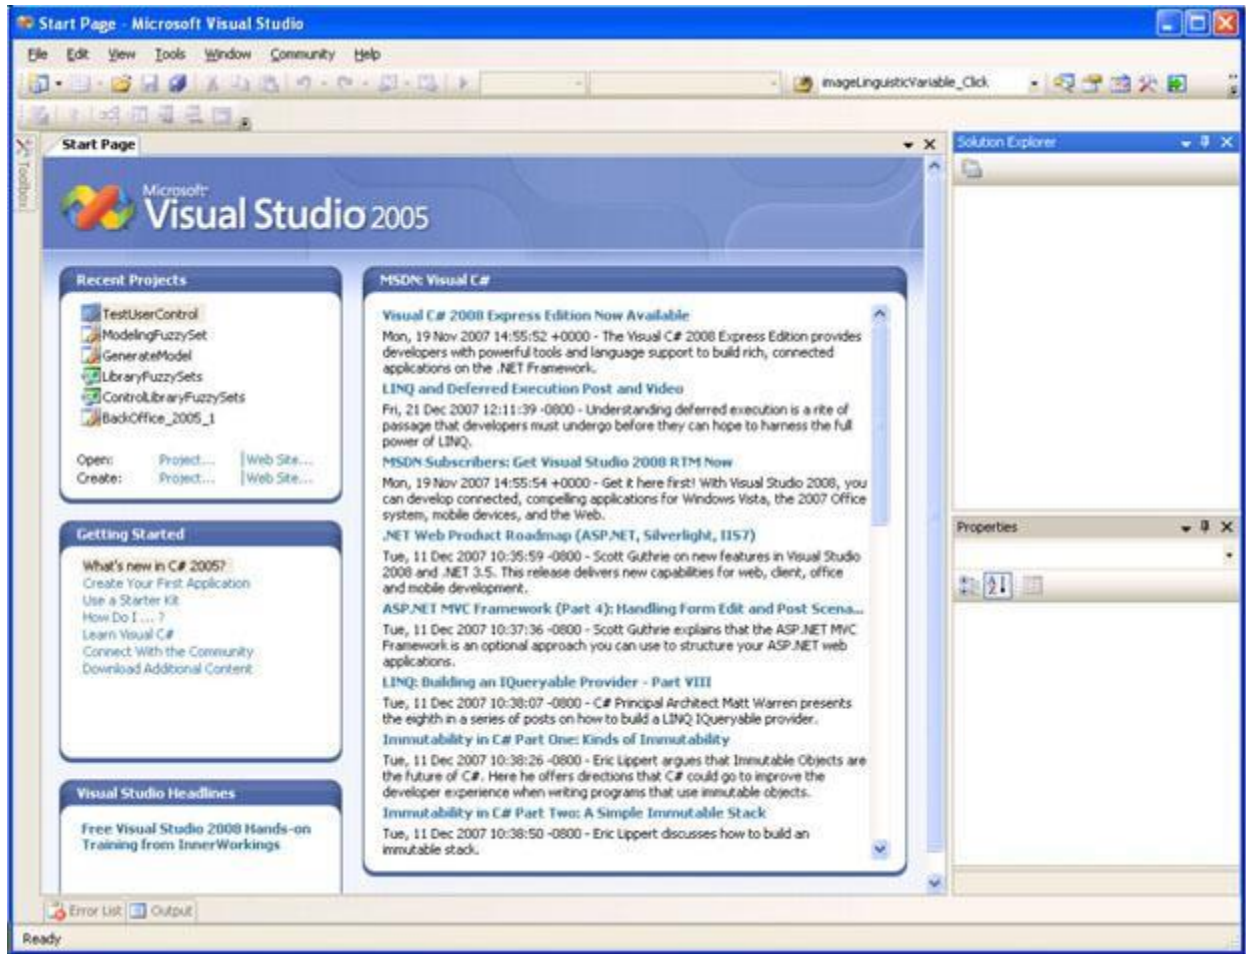 Start Page - Microsoft Visual Studio
File Edit View Tools Window Community Help
imageLinguisticVariable_Click
Toolbox
Start Page
Solution Explorer
Microsoft
Visual Studio 2005
Recent Projects
TestUserControl
ModelingFuzzySet
GenerateModel
LibraryFuzzySets
ControlLibraryFuzzySets
BackOffice_2005_1
Open: Project... Web Site...
Create: Project... Web Site...
Getting Started
What's new in C# 2005?
Create Your First Application
Use a Starter Kit
How Do I ... ?
Learn Visual C#
Connect With the Community
Download Additional Content
Visual Studio Headlines
Free Visual Studio 2008 Hands-on
Training from InnerWorkings
MSDN: Visual C#
Visual C# 2008 Express Edition Now Available
Mon, 19 Nov 2007 14:55:52 +0000 - The Visual C# 2008 Express Edition provides
developers with powerful tools and language support to build rich, connected
applications on the .NET Framework.
LINQ and Deferred Execution Post and Video
Fri, 21 Dec 2007 12:11:39 -0800 - Understanding deferred execution is a rite of
passage that developers must undergo before they can hope to harness the full
power of LINQ.
MSDN Subscribers: Get Visual Studio 2008 RTM Now
Mon, 19 Nov 2007 14:55:54 +0000 - Get it here first! With Visual Studio 2008, you
can develop connected, compelling applications for Windows Vista, the 2007 Office
system, mobile devices, and the Web.
.NET Web Product Roadmap (ASP.NET, Silverlight, IIS7)
Tue, 11 Dec 2007 10:35:59 -0800 - Scott Guthrie on new features in Visual Studio
2008 and .NET 3.5. This release delivers new capabilities for web, client, office
and mobile development.
ASP.NET MVC Framework (Part 4): Handling Form Edit and Post Scena...
Tue, 11 Dec 2007 10:37:36 -0800 - Scott Guthrie explains that the ASP.NET MVC
Framework is an optional approach you can use to structure your ASP.NET web
applications.
LINQ: Building an IQueryable Provider - Part VIII
Tue, 11 Dec 2007 10:38:07 -0800 - C# Principal Architect Matt Warren presents
the eighth in a series of posts on how to build a LINQ IQueryable provider.
Immutability in C# Part One: Kinds of Immutability
Tue, 11 Dec 2007 10:38:26 -0800 - Eric Lippert argues that Immutable Objects are
the future of C#. Here he offers directions that C# could go to improve the
developer experience when writing programs that use immutable objects.
Immutability in C# Part Two: A Simple Immutable Stack
Tue, 11 Dec 2007 10:38:50 -0800 - Eric Lippert discusses how to build an
immutable stack.
Properties
Error List Output
Ready